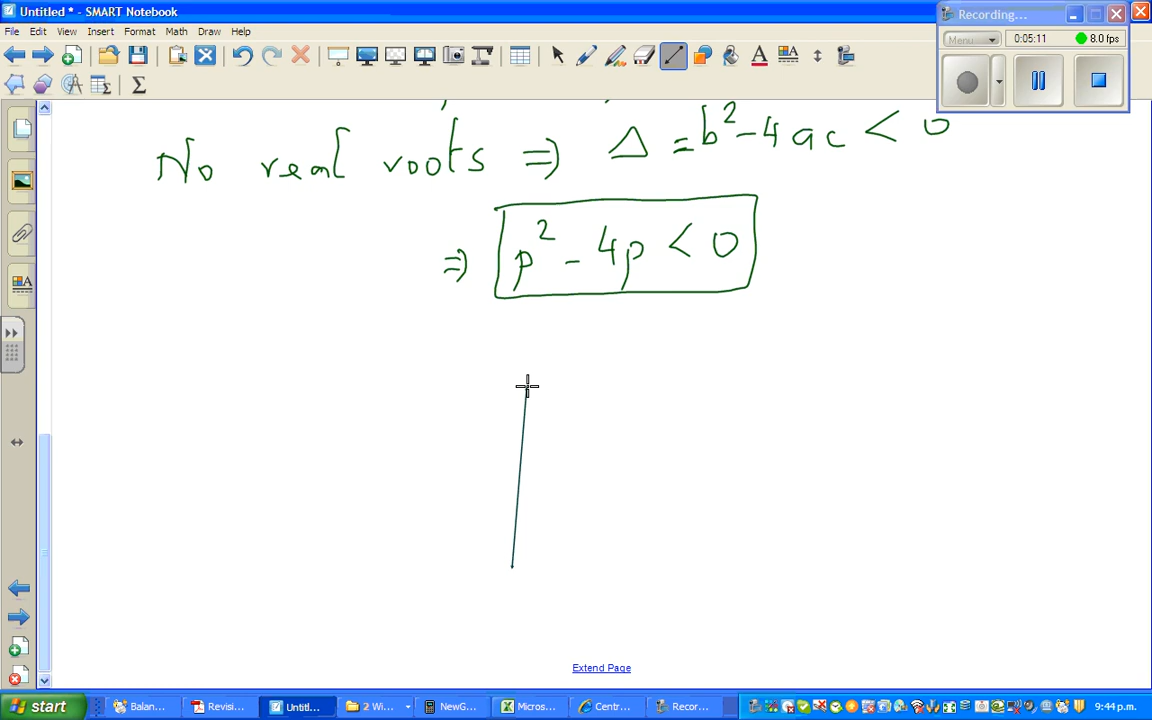 Untitled * - SMART Notebook
Recording...
File Edit View Insert Format Math Draw Help
Menu 0:05:11 8.0 fps
No real roots ⇒ Δ = b² - 4ac < 0
⇒ p² - 4p < 0
Extend Page
start Balan... Revisi... Untitl... 2 Wi... NewG... Micros... Centr... Recor... 9:44 p.m.